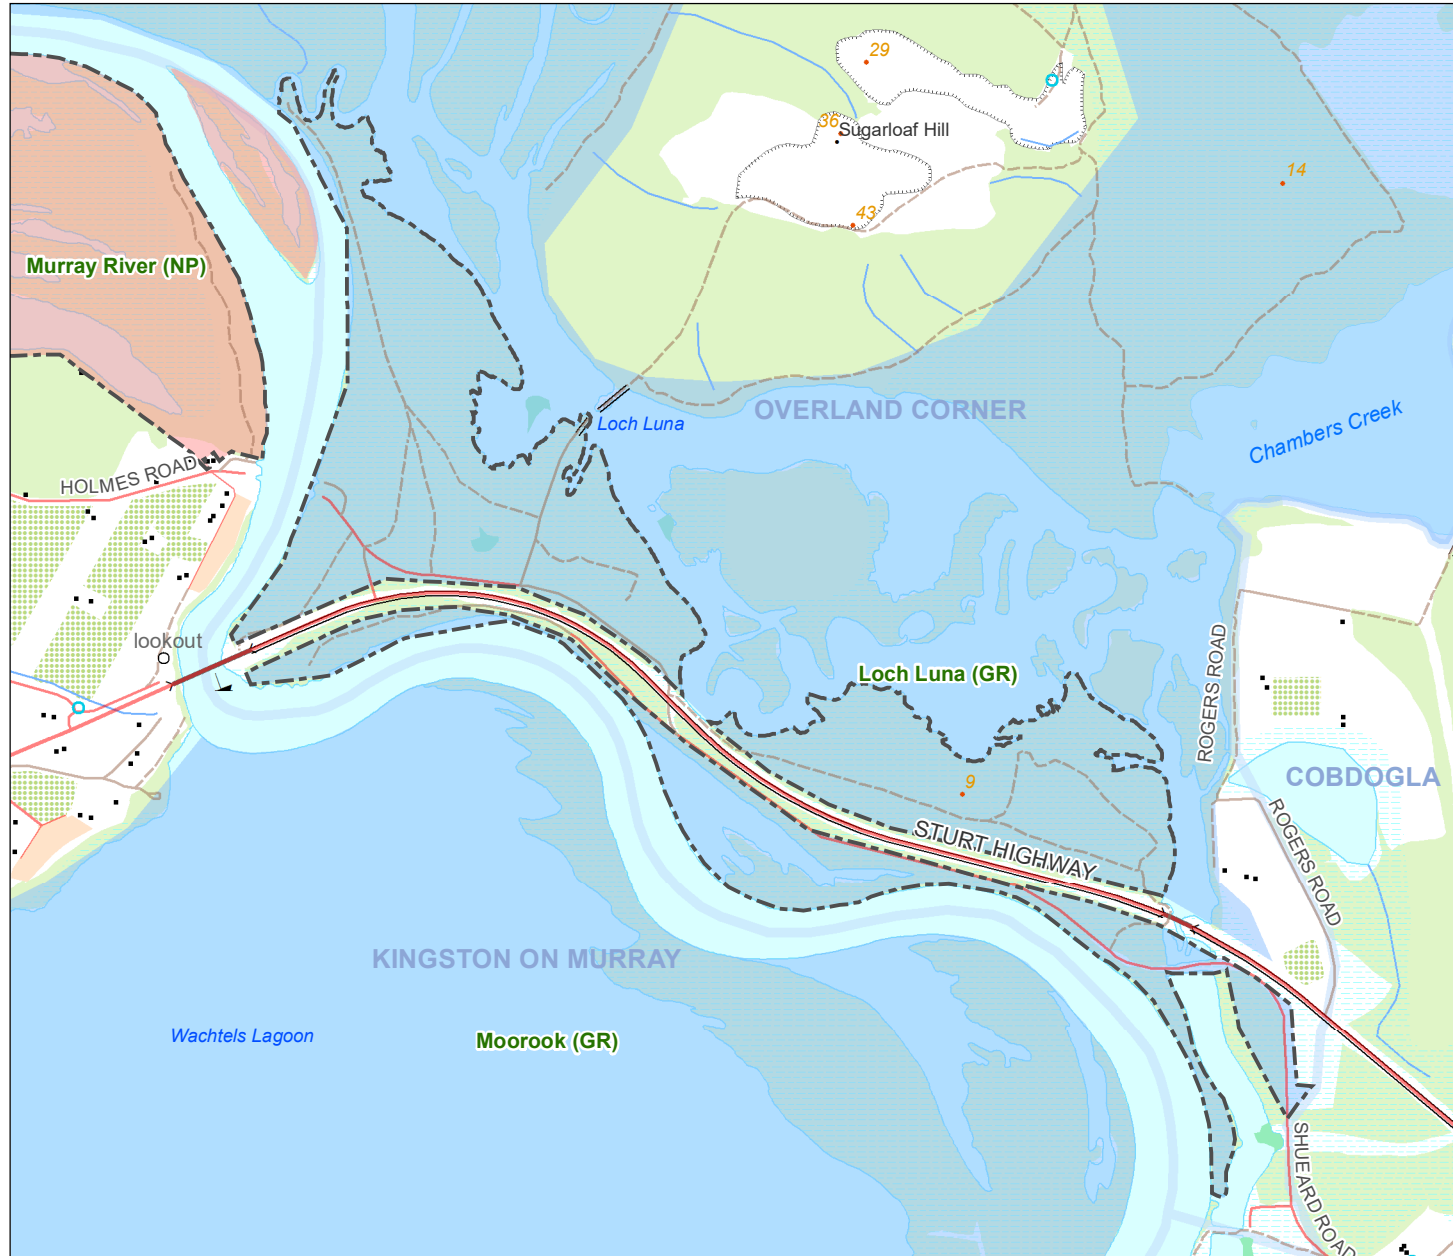 29
36
Sugarloaf Hill
14
43
Murray River (NP)
OVERLAND CORNER
Loch Luna
Chambers Creek
HOLMES ROAD
lookout
ROGERS ROAD
Loch Luna (GR)
COBDOGLA
9
STURT HIGHWAY
ROGERS ROAD
KINGSTON ON MURRAY
Wachtels Lagoon
Moorook (GR)
SHUEARD ROAD